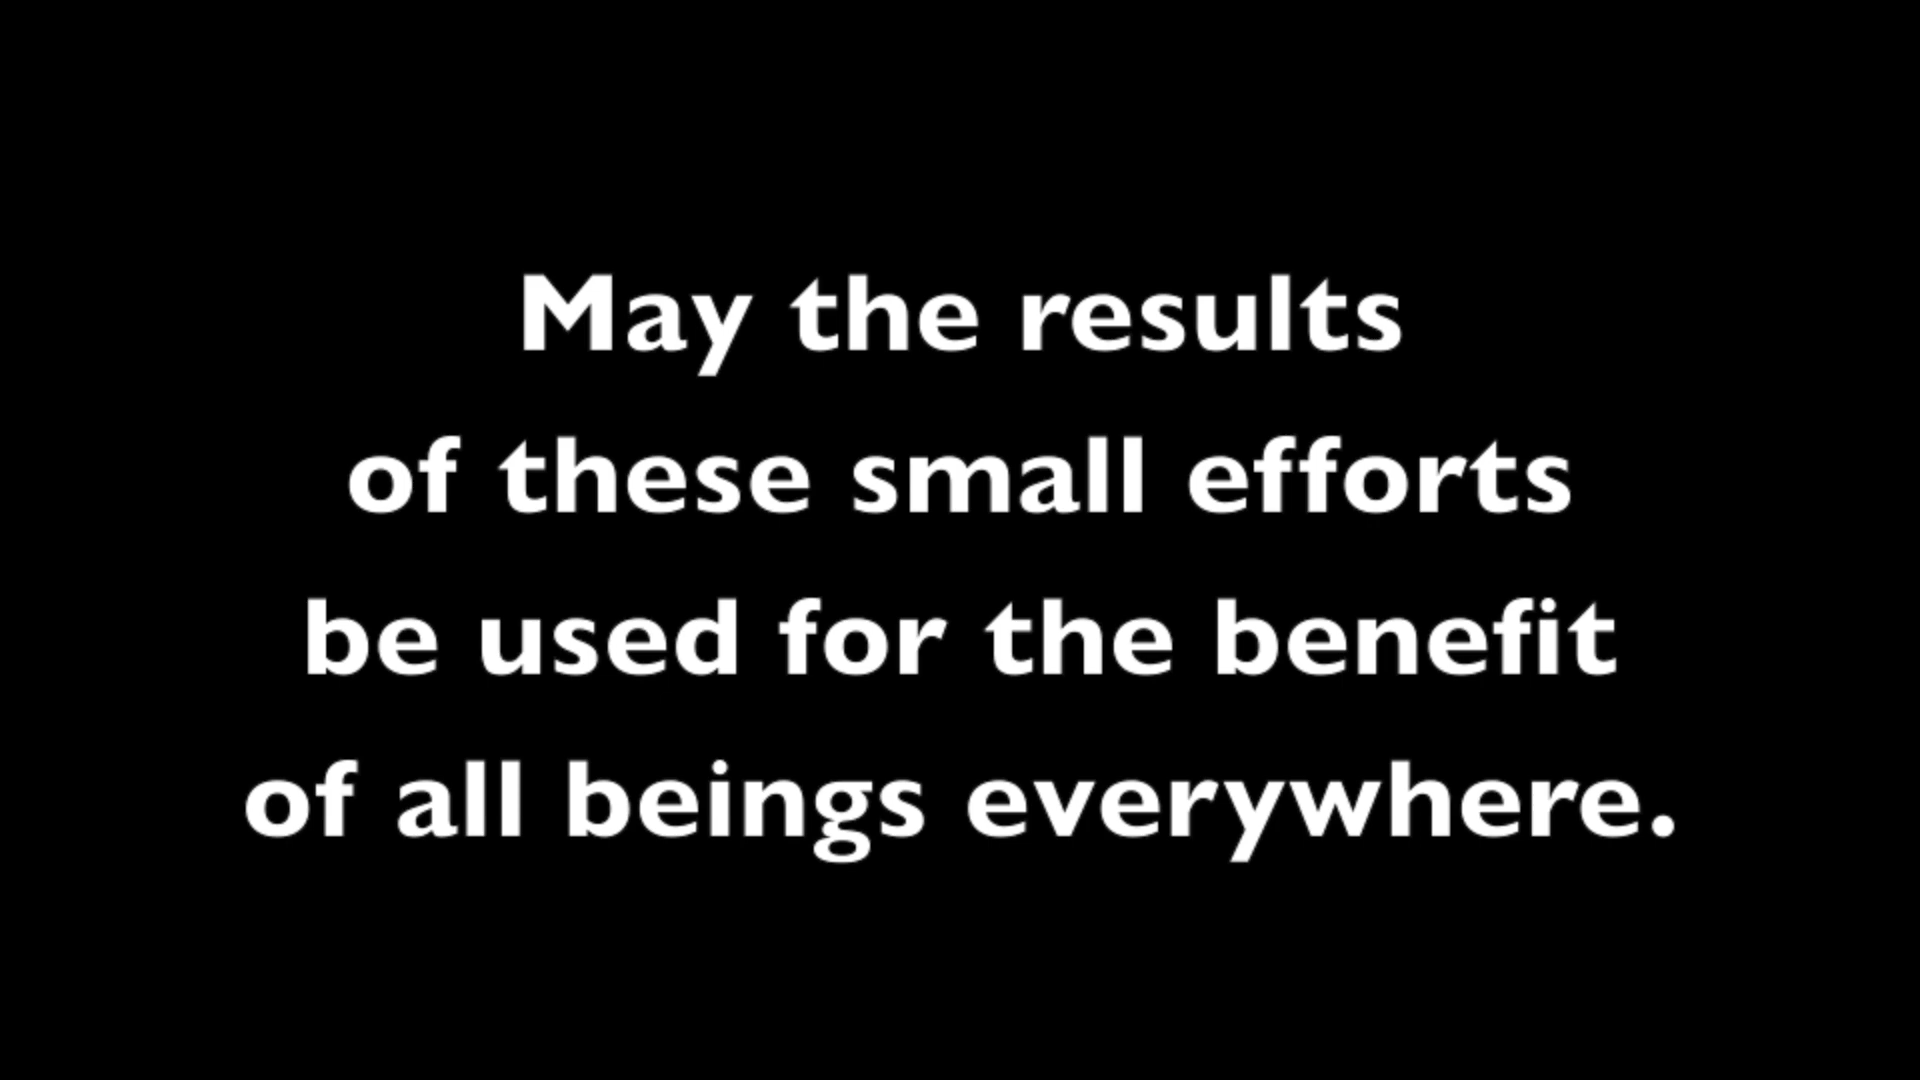 May the results
of these small efforts
be used for the benefit
of all beings everywhere.